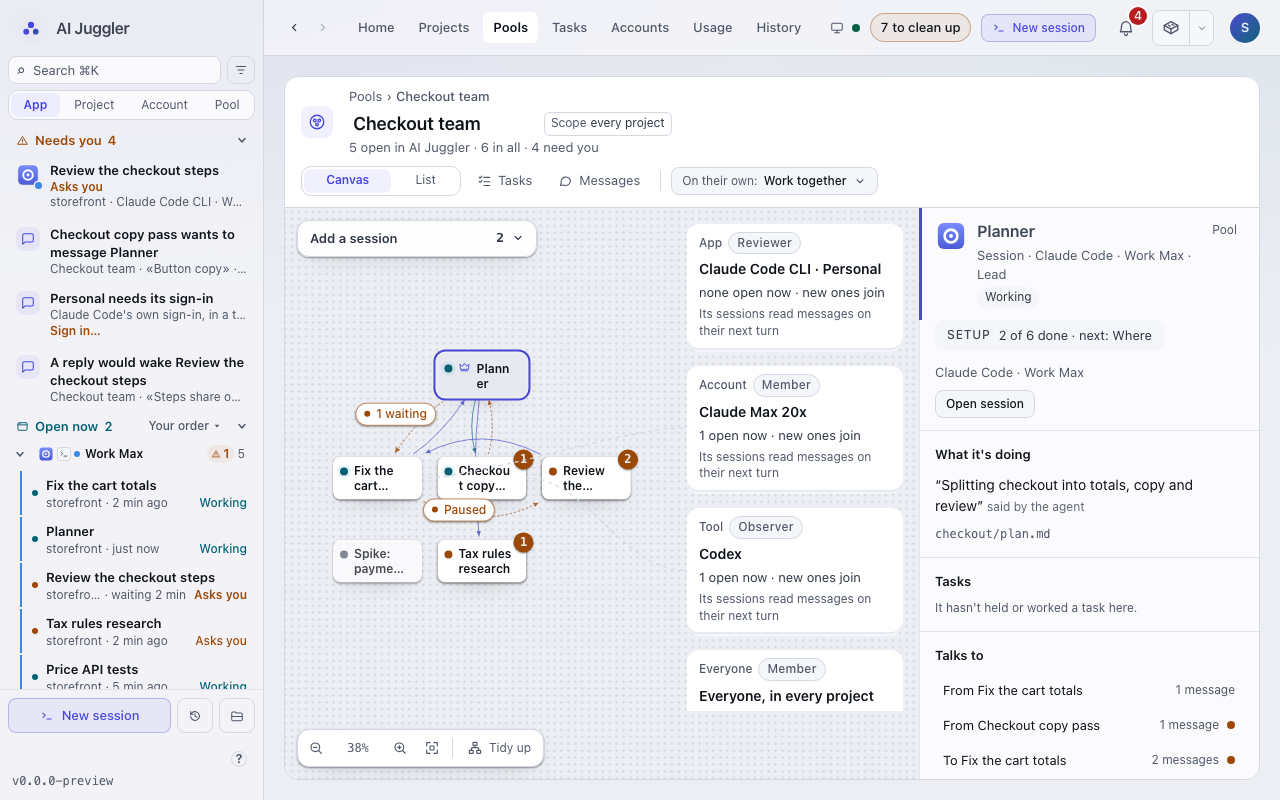 AI Juggler
Search ⌘K
App Project Account Pool
Needs you 4
Review the checkout steps
Asks you
storefront · Claude Code CLI · W...
Checkout copy pass wants to
message Planner
Checkout team · «Button copy» ·...
Personal needs its sign-in
Claude Code's own sign-in, in a t...
Sign in...
A reply would wake Review the
checkout steps
Checkout team · «Steps share o...
Open now 2 Your order
Work Max 1 5
Fix the cart totals
storefront · 2 min ago Working
Planner
storefront · just now Working
Review the checkout steps
storefro... · waiting 2 min Asks you
Tax rules research
storefront · 2 min ago Asks you
Price API tests
storefront · 5 min ago Working
New session
?
v0.0.0-preview
Home Projects Pools Tasks Accounts Usage History
7 to clean up
New session
4
S
Pools › Checkout team
Checkout team
Scope every project
5 open in AI Juggler · 6 in all · 4 need you
Canvas List Tasks Messages
On their own: Work together
Add a session 2
Plann
er
1 waiting
Fix the
cart...
Checkou
t copy...
1
Review
the...
2
Paused
Spike:
payme...
Tax rules
research
1
38%
Tidy up
App Reviewer
Claude Code CLI · Personal
none open now · new ones join
Its sessions read messages on
their next turn
Account Member
Claude Max 20x
1 open now · new ones join
Its sessions read messages on
their next turn
Tool Observer
Codex
1 open now · new ones join
Its sessions read messages on
their next turn
Everyone Member
Everyone, in every project
Planner Pool
Session · Claude Code · Work Max ·
Lead
Working
SETUP 2 of 6 done · next: Where
Claude Code · Work Max
Open session
What it's doing
“Splitting checkout into totals, copy and
review” said by the agent
checkout/plan.md
Tasks
It hasn't held or worked a task here.
Talks to
From Fix the cart totals 1 message
From Checkout copy pass 1 message
To Fix the cart totals 2 messages